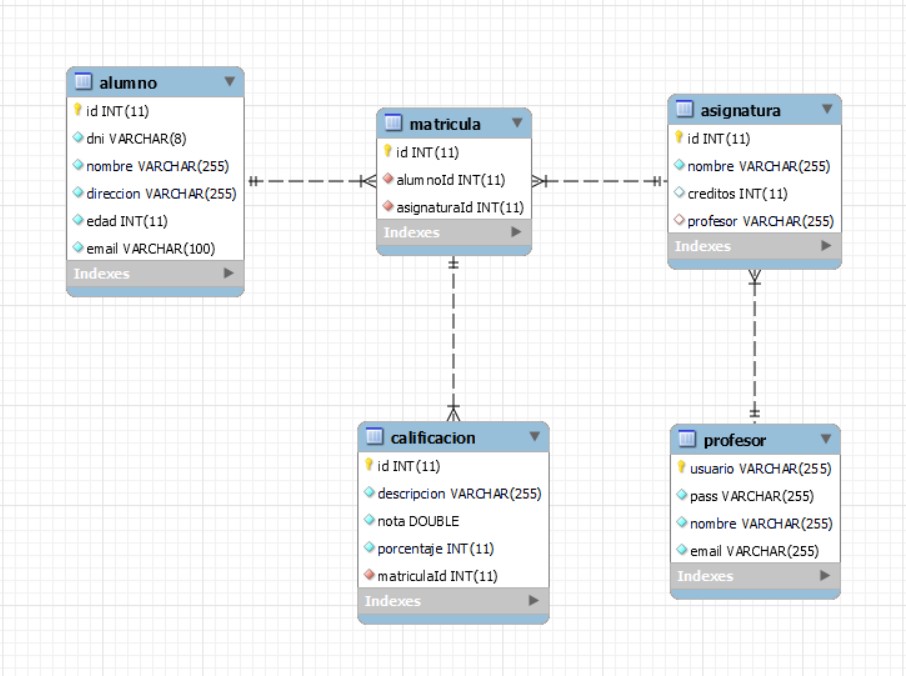 alumno
id INT(11)
dni VARCHAR(8)
nombre VARCHAR(255)
direccion VARCHAR(255)
edad INT(11)
email VARCHAR(100)
Indexes
matricula
id INT(11)
alumnoId INT(11)
asignaturaId INT(11)
Indexes
asignatura
id INT(11)
nombre VARCHAR(255)
creditos INT(11)
profesor VARCHAR(255)
Indexes
calificacion
id INT(11)
descripcion VARCHAR(255)
nota DOUBLE
porcentaje INT(11)
matriculaId INT(11)
Indexes
profesor
usuario VARCHAR(255)
pass VARCHAR(255)
nombre VARCHAR(255)
email VARCHAR(255)
Indexes